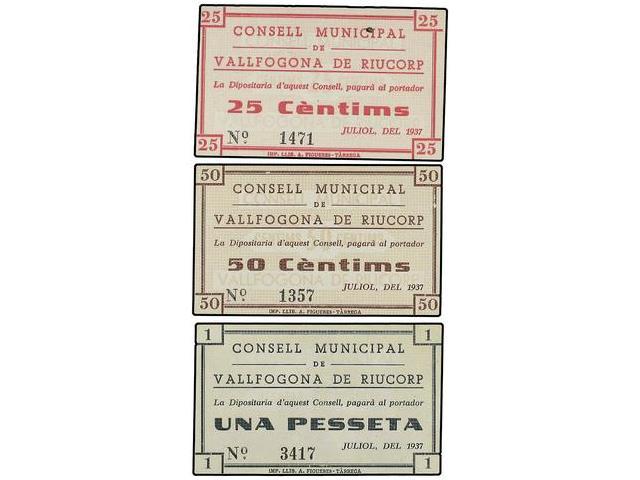 25 25
CONSELL MUNICIPAL
DE
VALLFOGONA DE RIUCORP
La Dipositaria d'aquest Consell, pagarà al portador
25 Cèntims
Nº. 1471 JULIOL, DEL 1937
25 25
IMP. LLIB. A. FIGUERES - TÀRREGA
50 50
CONSELL MUNICIPAL
DE
VALLFOGONA DE RIUCORP
La Dipositaria d'aquest Consell, pagarà al portador
50 Cèntims
Nº. 1357 JULIOL, DEL 1937
50 50
IMP. LLIB. A. FIGUERES - TÀRREGA
1 1
CONSELL MUNICIPAL
DE
VALLFOGONA DE RIUCORP
La Dipositaria d'aquest Consell, pagarà al portador
UNA PESSETA
Nº. 3417 JULIOL, DEL 1937
1 1
IMP. LLIB. A. FIGUERES - TÀRREGA